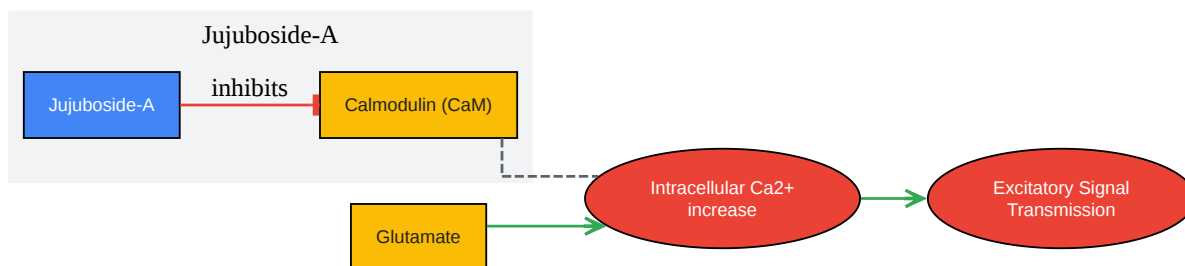 Jujuboside-A
Jujuboside-A
inhibits
Calmodulin (CaM)
Intracellular Ca2+
increase
Excitatory Signal
Transmission
Glutamate